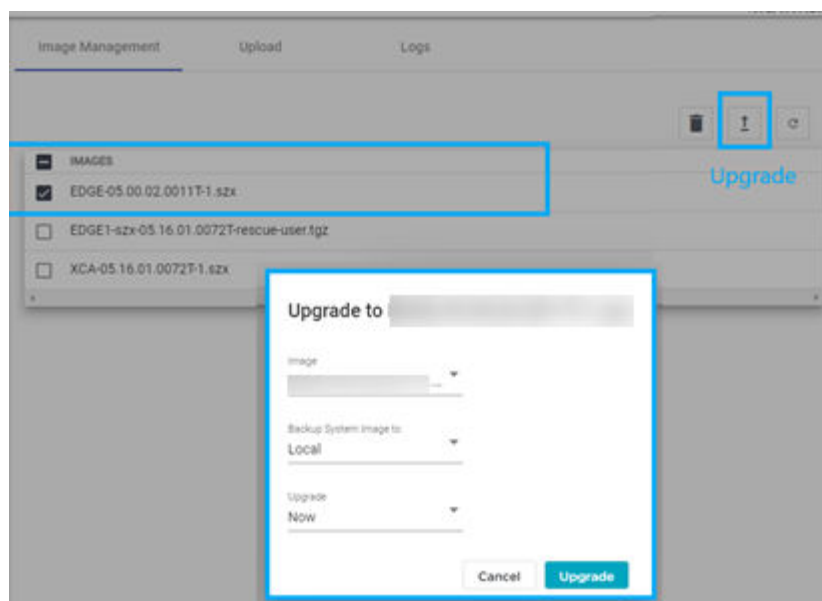 Image Management Upload Logs
Upgrade
IMAGES
EDGE-05.00.02.0011T-1.szx
EDGE1-szx-05.16.01.0072T-rescue-user.tgz
XCA-05.16.01.0072T-1.szx
Upgrade to
Image
...
Backup System Image to
Local
Upgrade
Now
Cancel Upgrade